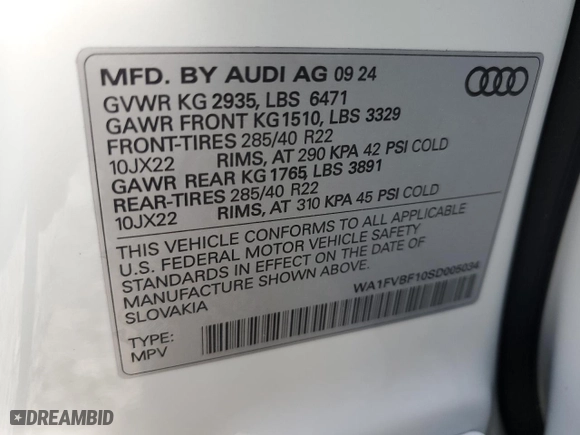 MFD. BY AUDI AG 09 24
GVWR KG 2935, LBS 6471
GAWR FRONT KG1510, LBS 3329
FRONT-TIRES 285/40 R22
10JX22 RIMS, AT 290 KPA 42 PSI COLD
GAWR REAR KG 1765, LBS 3891
REAR-TIRES 285/40 R22
10JX22 RIMS, AT 310 KPA 45 PSI COLD
THIS VEHICLE CONFORMS TO ALL APPLICABLE
U.S. FEDERAL MOTOR VEHICLE SAFETY
STANDARDS IN EFFECT ON THE DATE OF
MANUFACTURE SHOWN ABOVE.
SLOVAKIA
WA1FVBF10SD005034
TYPE:
MPV
DREAMBID